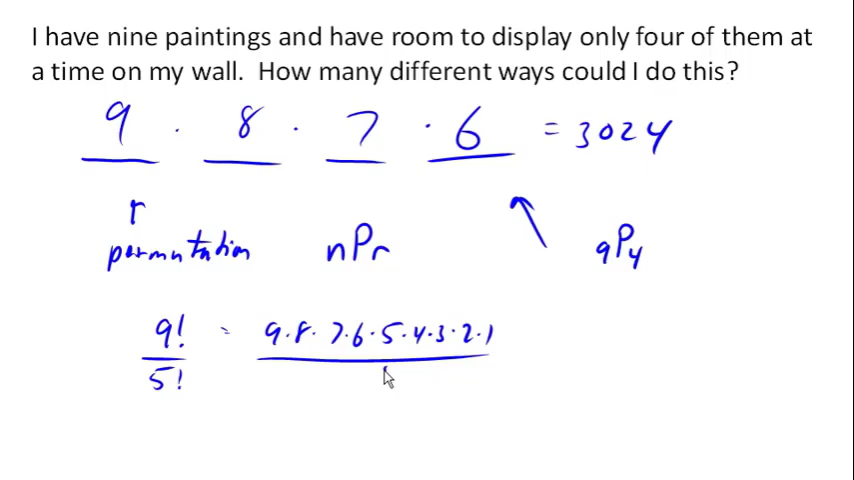 I have nine paintings and have room to display only four of them at
a time on my wall. How many different ways could I do this?
9 · 8 · 7 · 6 = 3024
permutation nPr 9P4
9!/5! = 9·8·7·6·5·4·3·2·1